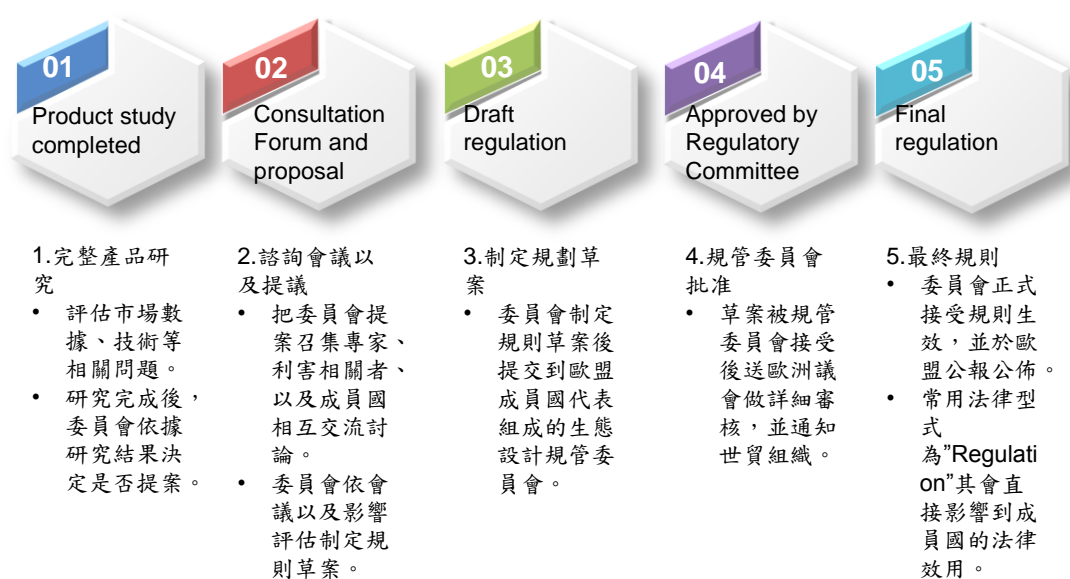 01
Product study
completed
02
Consultation
Forum and
proposal
03
Draft
regulation
04
Approved by
Regulatory
Committee
05
Final
regulation
1.完整產品研
究
• 評估市場數
據、技術等
相關問題。
• 研究完成後，
委員會依據
研究結果決
定是否提案。
2.諮詢會議以
及提議
• 把委員會提
案召集專家、
利害相關者、
以及成員國
相互交流討
論。
• 委員會依會
議以及影響
評估制定規
則草案。
3.制定規劃草
案
• 委員會制定
規則草案後
提交到歐盟
成員國代表
組成的生態
設計規管委
員會。
4.規管委員會
批准
• 草案被規管
委員會接受
後送歐洲議
會做詳細審
核，並通知
世貿組織。
5.最終規則
• 委員會正式
接受規則生
效，並於歐
盟公報公佈。
• 常用法律型
式
為”Regulati
on”其會直
接影響到成
員國的法律
效用。